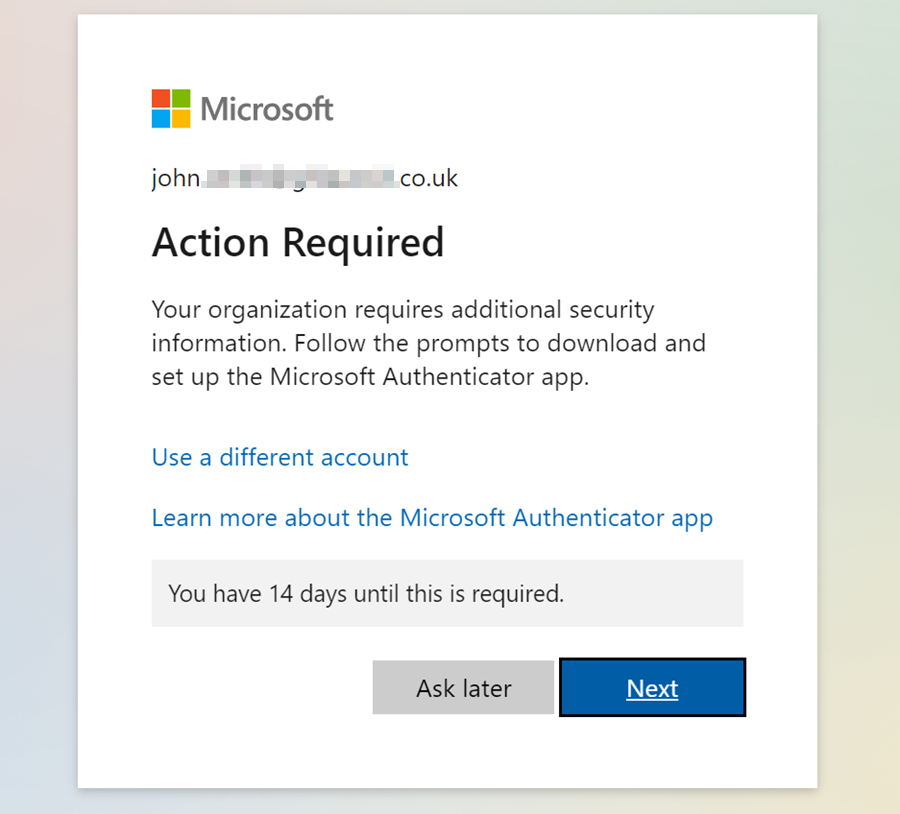 Microsoft
john.co.uk
Action Required
Your organization requires additional security
information. Follow the prompts to download and
set up the Microsoft Authenticator app.
Use a different account
Learn more about the Microsoft Authenticator app
You have 14 days until this is required.
Ask later
Next